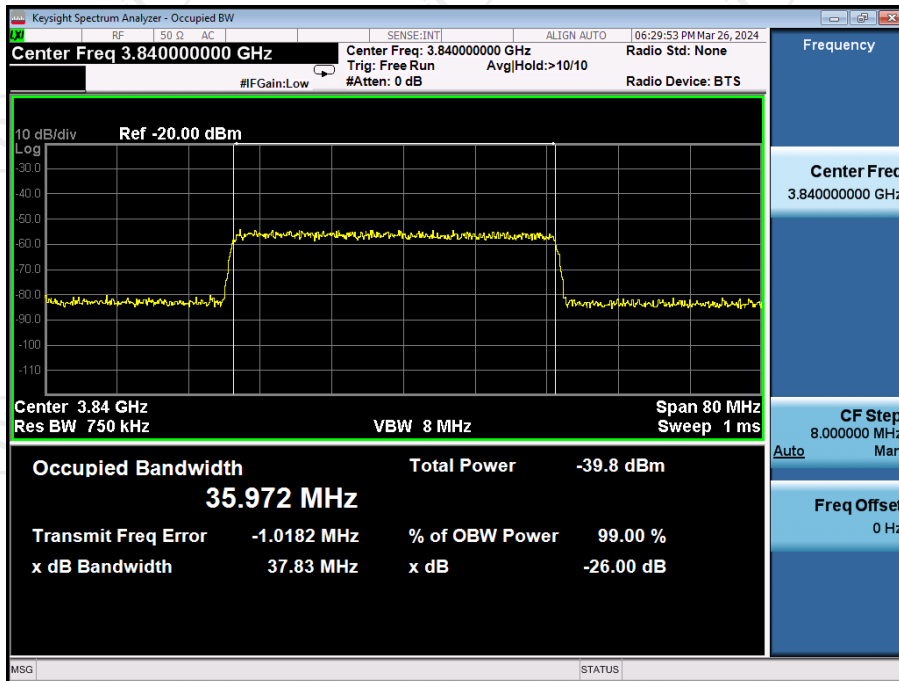 Keysight Spectrum Analyzer - Occupied BW
LXI RF 50 Ω AC SENSE:INT ALIGN AUTO 06:29:53 PM Mar 26, 2024
Center Freq 3.840000000 GHz
Center Freq: 3.840000000 GHz Radio Std: None
Trig: Free Run Avg|Hold:>10/10
#IFGain:Low #Atten: 0 dB Radio Device: BTS
10 dB/div Ref -20.00 dBm
Log
-30.0
-40.0
-50.0
-60.0
-70.0
-80.0
-90.0
-100
-110
Center 3.84 GHz Span 80 MHz
Res BW 750 kHz VBW 8 MHz Sweep 1 ms
Occupied Bandwidth Total Power -39.8 dBm
35.972 MHz
Transmit Freq Error -1.0182 MHz % of OBW Power 99.00 %
x dB Bandwidth 37.83 MHz x dB -26.00 dB
MSG STATUS
Frequency
Center Freq
3.840000000 GHz
CF Step
8.000000 MHz
Auto Man
Freq Offset
0 Hz